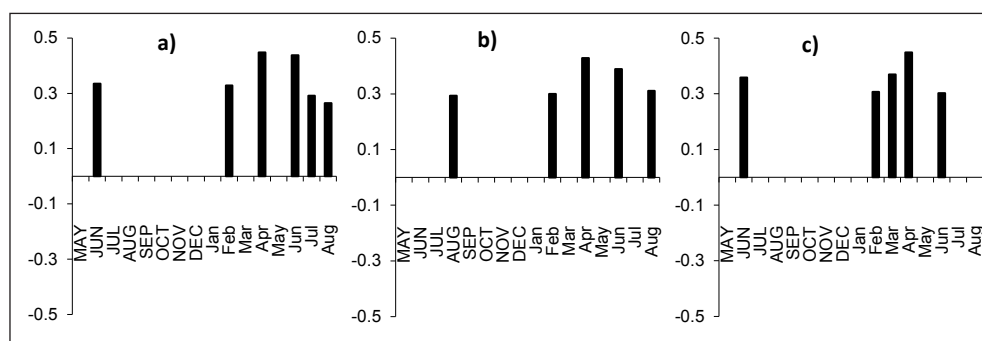 a)
0.5
0.3
0.1
-0.1
-0.3
-0.5
MAY
JUN
JUL
AUG
SEP
OCT
NOV
DEC
Jan
Feb
Mar
Apr
May
Jun
Jul
Aug
b)
0.5
0.3
0.1
-0.1
-0.3
-0.5
MAY
JUN
JUL
AUG
SEP
OCT
NOV
DEC
Jan
Feb
Mar
Apr
May
Jun
Jul
Aug
c)
0.5
0.3
0.1
-0.1
-0.3
-0.5
MAY
JUN
JUL
AUG
SEP
OCT
NOV
DEC
Jan
Feb
Mar
Apr
May
Jun
Jul
Aug